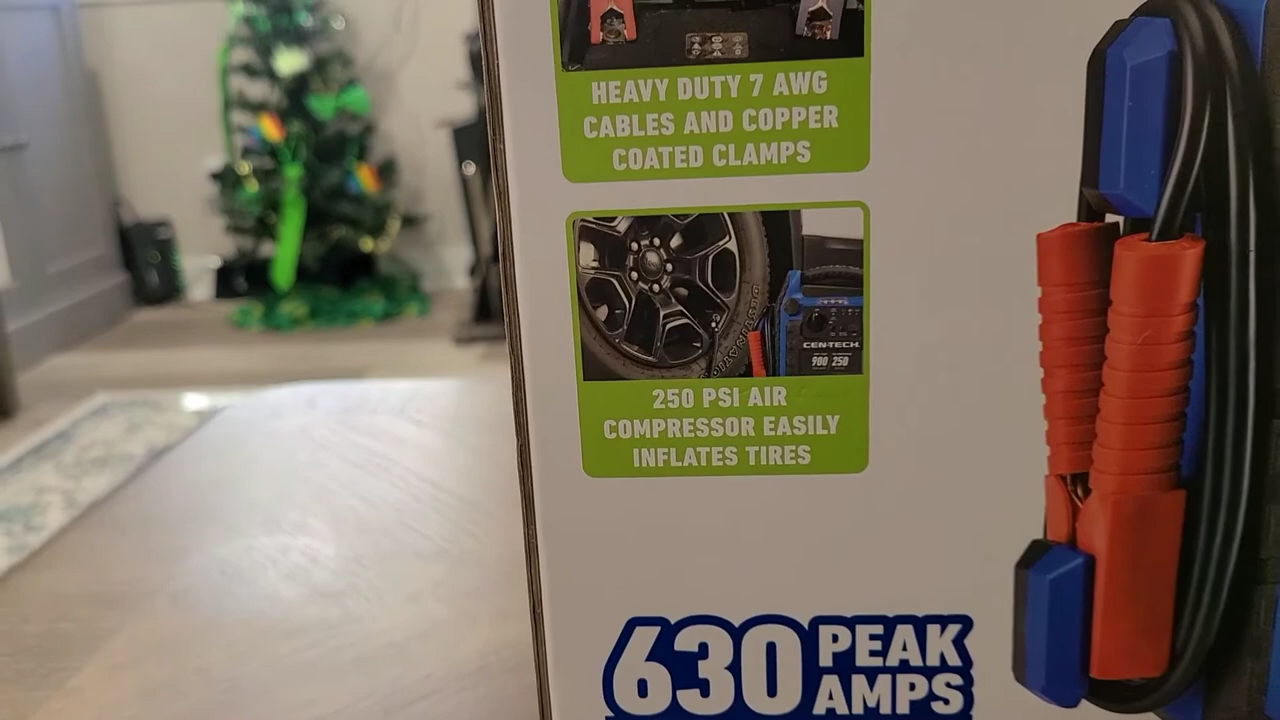 HEAVY DUTY 7 AWG
CABLES AND COPPER
COATED CLAMPS
CEN-TECH
900 250
250 PSI AIR
COMPRESSOR EASILY
INFLATES TIRES
630 PEAK
AMPS